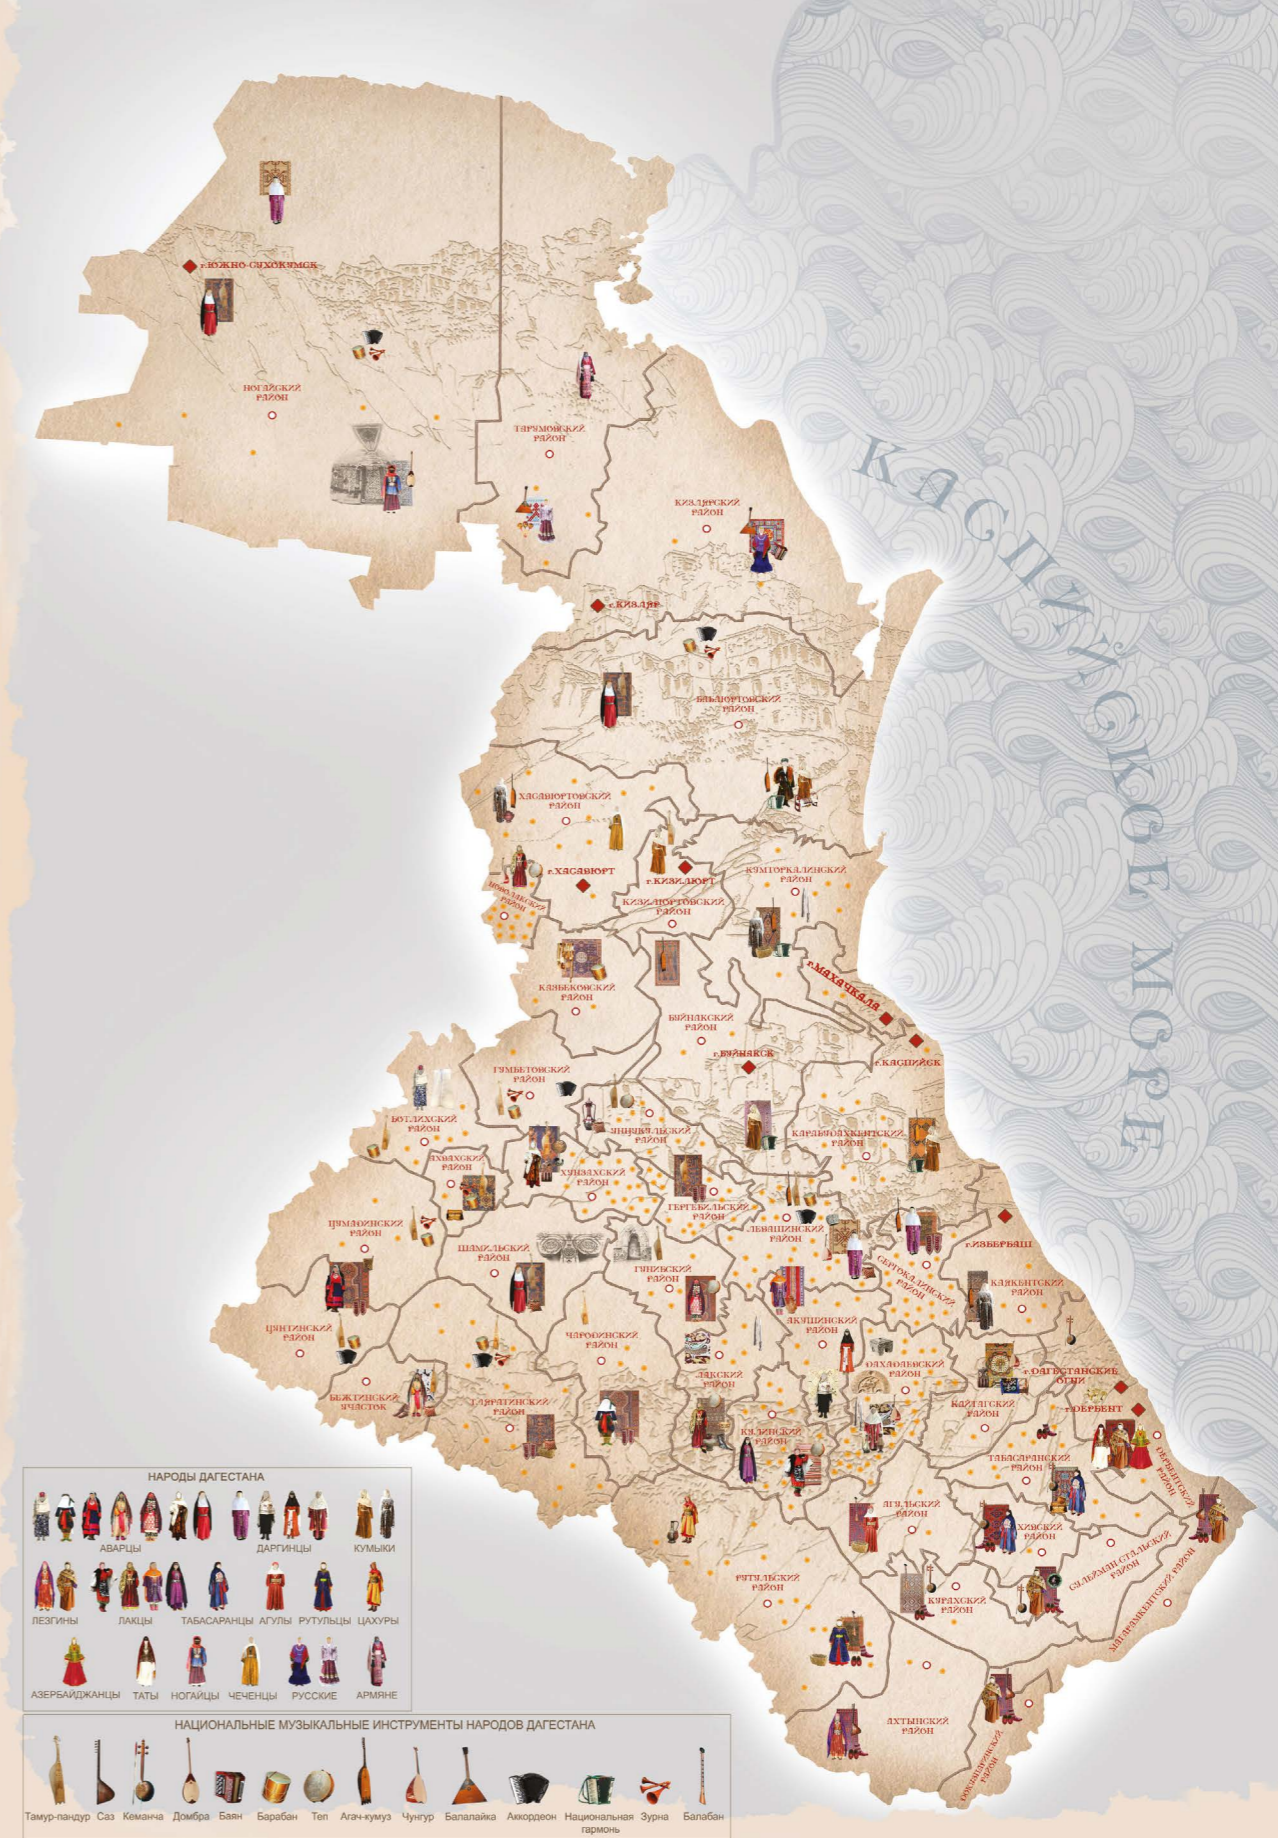 г.ЮЖНО-СУХОКУМСК
НОГАЙСКИЙ
РАЙОН
ТАРУМОВСКИЙ
РАЙОН
КИЗЛЯРСКИЙ
РАЙОН
КАСПИЙСКОЕ МОРЕ
г.КИЗЛЯР
БАБАЮРТОВСКИЙ
РАЙОН
ХАСАВЮРТОВСКИЙ
РАЙОН
г.ХАСАВЮРТ
г.КИЗИЛЮРТ
КУМТОРКАЛИНСКИЙ
РАЙОН
НОВОЛАКСКИЙ
РАЙОН
КИЗИЛЮРТОВСКИЙ
РАЙОН
г.МАХАЧКАЛА
КАЗБЕКОВСКИЙ
РАЙОН
БУЙНАКСКИЙ
РАЙОН
г.БУЙНАКСК
г.КАСПИЙСК
ГУМБЕТОВСКИЙ
РАЙОН
БОТЛИХСКИЙ
РАЙОН
УНЦУКУЛЬСКИЙ
РАЙОН
КАРАБУДАХКЕНТСКИЙ
РАЙОН
АХВАХСКИЙ
РАЙОН
ХУНЗАХСКИЙ
РАЙОН
ГЕРГЕБИЛЬСКИЙ
РАЙОН
ЦУМАДИНСКИЙ
РАЙОН
ЛЕВАШИНСКИЙ
РАЙОН
г.ИЗБЕРБАШ
ШАМИЛЬСКИЙ
РАЙОН
ГУНИБСКИЙ
РАЙОН
СЕРГОКАЛИНСКИЙ
РАЙОН
КАЯКЕНТСКИЙ
РАЙОН
ЦУНТИНСКИЙ
РАЙОН
ЧАРОДИНСКИЙ
РАЙОН
АКУШИНСКИЙ
РАЙОН
ДАХАДАЕВСКИЙ
РАЙОН
г.ДАГЕСТАНСКИЕ
ОГНИ
ЛАКСКИЙ
РАЙОН
БЕЖТИНСКИЙ
УЧАСТОК
ТЛЯРАТИНСКИЙ
РАЙОН
КАЙТАГСКИЙ
РАЙОН
г.ДЕРБЕНТ
КУЛИНСКИЙ
РАЙОН
ТАБАСАРАНСКИЙ
РАЙОН
ДЕРБЕНТСКИЙ
РАЙОН
АГУЛЬСКИЙ
РАЙОН
ХИВСКИЙ
РАЙОН
СУЛЕЙМАН-СТАЛЬСКИЙ
РАЙОН
РУТУЛЬСКИЙ
РАЙОН
КУРАХСКИЙ
РАЙОН
МАГАРАМКЕНТСКИЙ РАЙОН
АХТЫНСКИЙ
РАЙОН
ДОКУЗПАРИНСКИЙ
РАЙОН
НАРОДЫ ДАГЕСТАНА
АВАРЦЫ ДАРГИНЦЫ КУМЫКИ
ЛЕЗГИНЫ ЛАКЦЫ ТАБАСАРАНЦЫ АГУЛЫ РУТУЛЬЦЫ ЦАХУРЫ
АЗЕРБАЙДЖАНЦЫ ТАТЫ НОГАЙЦЫ ЧЕЧЕНЦЫ РУССКИЕ АРМЯНЕ
НАЦИОНАЛЬНЫЕ МУЗЫКАЛЬНЫЕ ИНСТРУМЕНТЫ НАРОДОВ ДАГЕСТАНА
Тамур-пандур Саз Кеманча Домбра Баян Барабан Теп Агач-кумуз Чунгур Балалайка Аккордеон Национальная гармонь Зурна Балабан